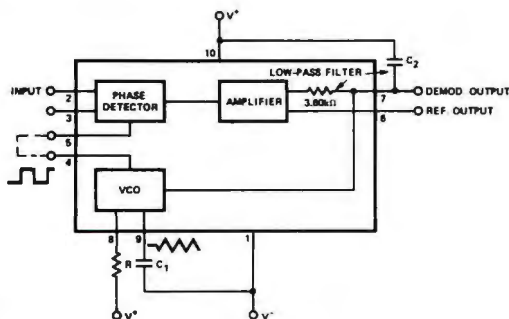 V⁺
10
C₂
LOW-PASS FILTER
INPUT
2
PHASE DETECTOR
AMPLIFIER
3.60kΩ
7
DEMOD. OUTPUT
3
6
REF. OUTPUT
5
4
VCO
8
9
1
R
C₁
V⁺
V⁻